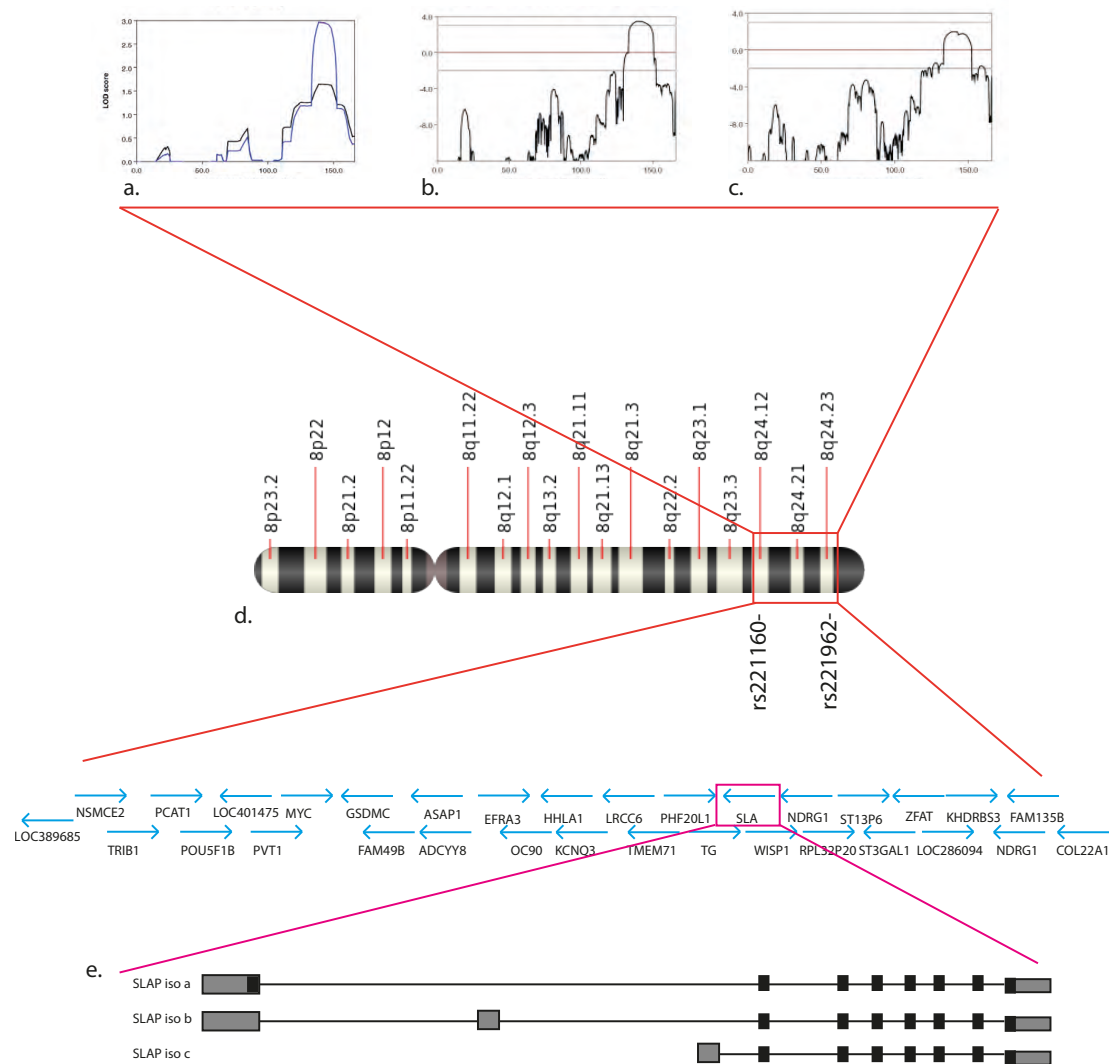 3.0
2.5
2.0
1.5
1.0
0.5
0.0
LOD score
50.0
100.0
150.0
a.
4.0
0.0
-4.0
-8.0
0.0
50.0
100.0
150.0
b.
4.0
0.0
-4.0
-8.0
0.0
50.0
100.0
150.0
c.
8p23.2
8p22
8p21.2
8p12
8p11.22
8q11.22
8q12.1
8q12.3
8q13.2
8q21.11
8q21.13
8q21.3
8q22.2
8q23.1
8q23.3
8q24.12
8q24.21
8q24.23
d.
rs221160-
rs221962-
NSMCE2 PCAT1 LOC401475 MYC GSDMC ASAP1 EFRA3 HHLA1 LRCC6 PHF20L1 SLA NDRG1 ST13P6 ZFAT KHDRBS3 FAM135B
LOC389685 TRIB1 POU5F1B PVT1 FAM49B ADCYY8 OC90 KCNQ3 TMEM71 TG WISP1 RPL32P20 ST3GAL1 LOC286094 NDRG1 COL22A1
e.
SLAP iso a
SLAP iso b
SLAP iso c